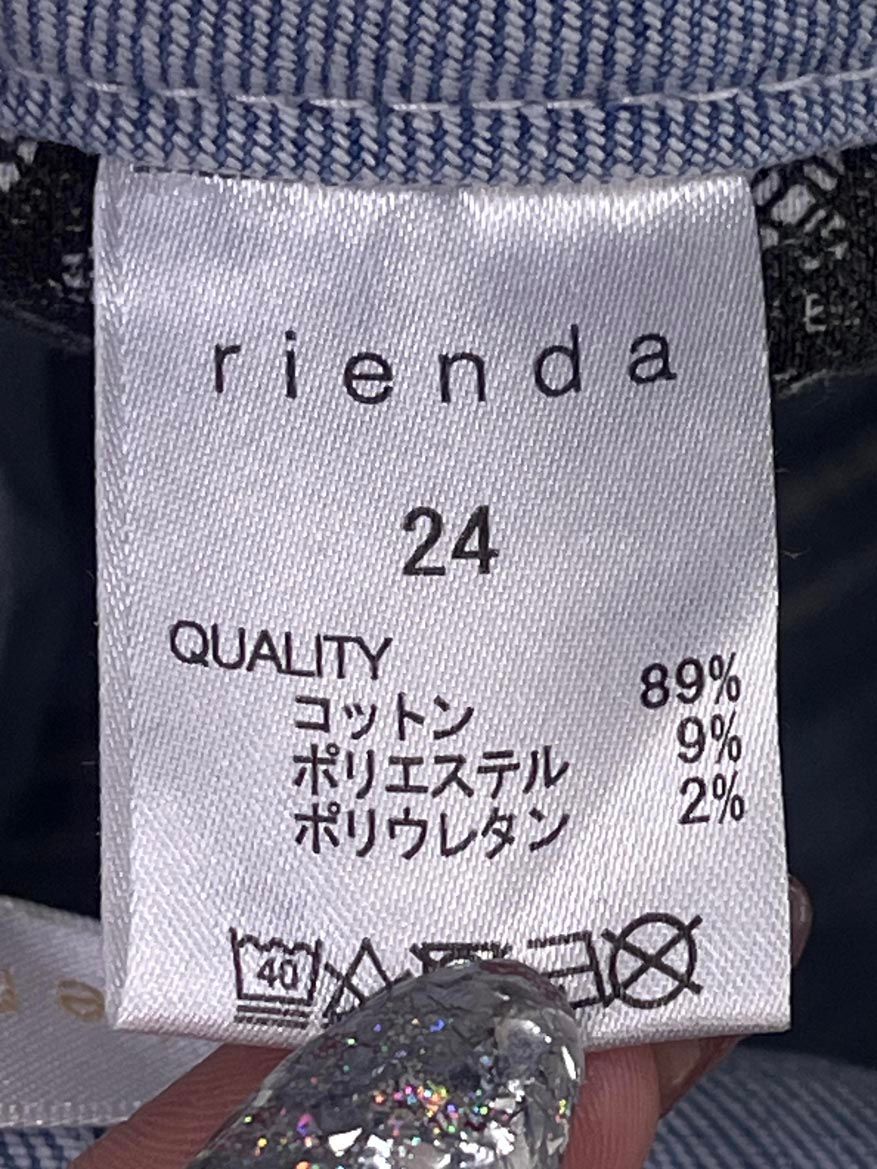 rienda
24
QUALITY
コットン 89%
ポリエステル 9%
ポリウレタン 2%
40